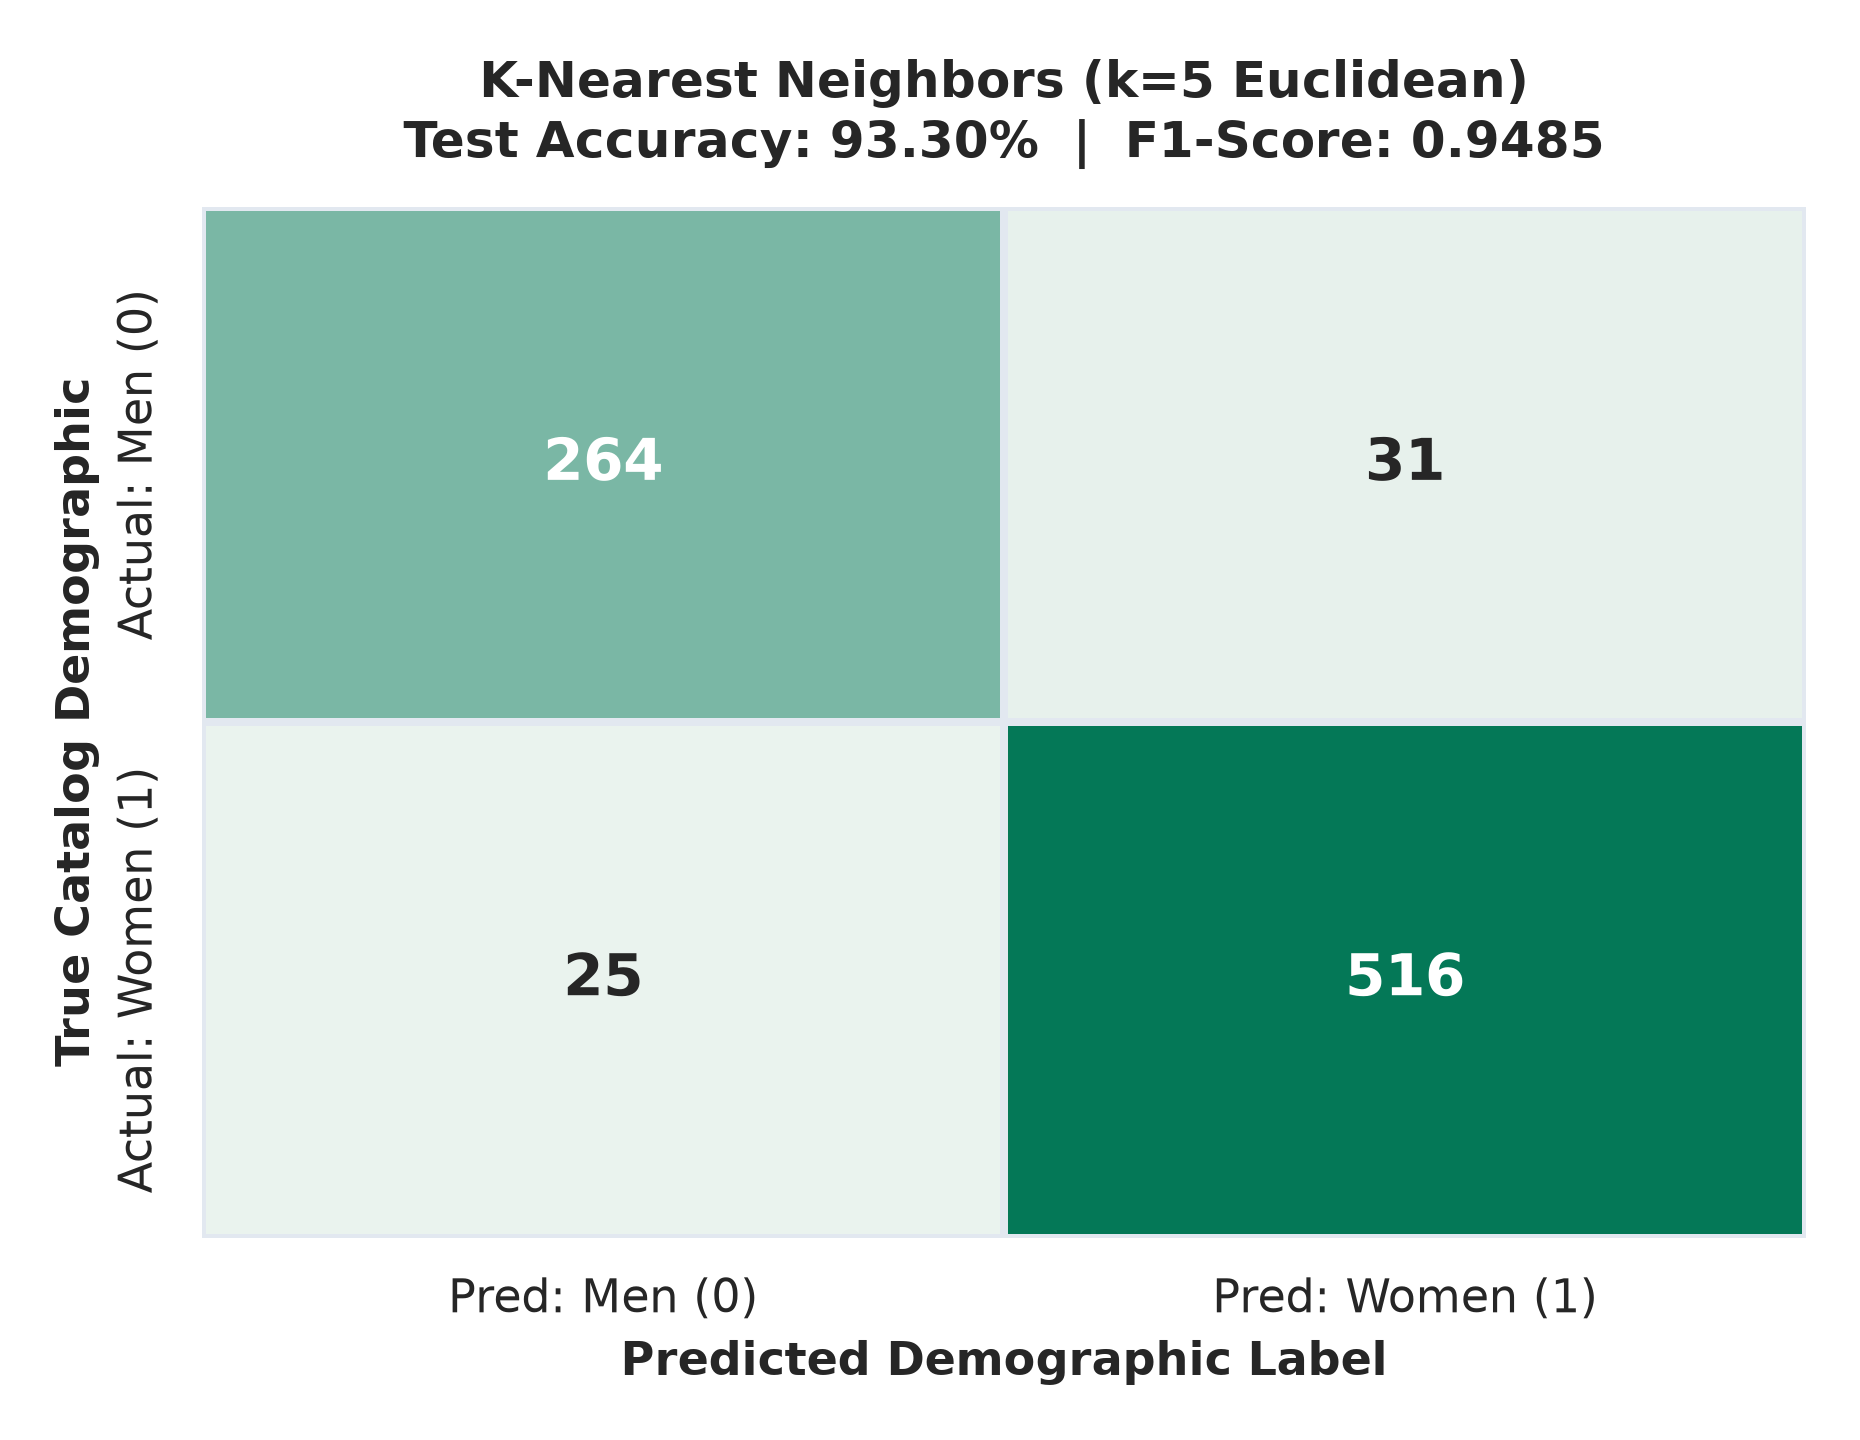 K-Nearest Neighbors (k=5 Euclidean)
Test Accuracy: 93.30% | F1-Score: 0.9485
True Catalog Demographic
Actual: Men (0)
264
31
Actual: Women (1)
25
516
Pred: Men (0)
Pred: Women (1)
Predicted Demographic Label